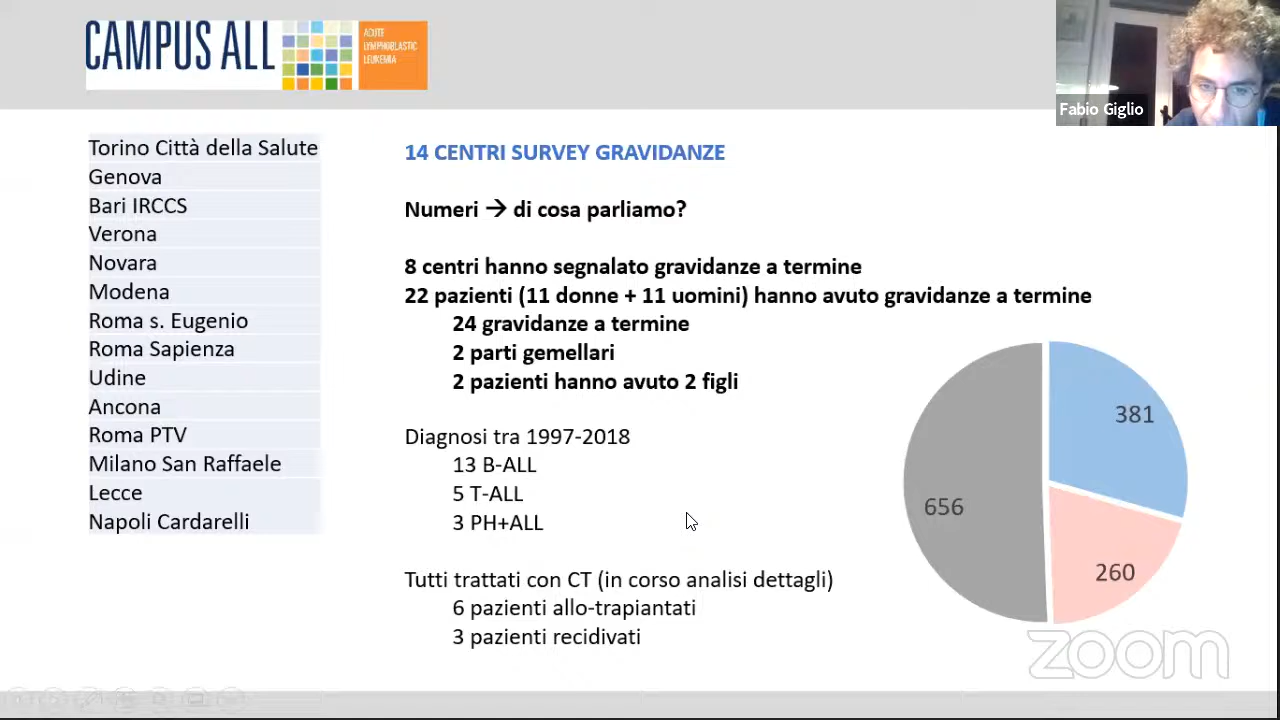 CAMPUS ALL
ACUTE
LYMPHOBLASTIC
LEUKEMIA
Fabio Giglio
Torino Città della Salute
Genova
Bari IRCCS
Verona
Novara
Modena
Roma s. Eugenio
Roma Sapienza
Udine
Ancona
Roma PTV
Milano San Raffaele
Lecce
Napoli Cardarelli
14 CENTRI SURVEY GRAVIDANZE
Numeri → di cosa parliamo?
8 centri hanno segnalato gravidanze a termine
22 pazienti (11 donne + 11 uomini) hanno avuto gravidanze a termine
24 gravidanze a termine
2 parti gemellari
2 pazienti hanno avuto 2 figli
Diagnosi tra 1997-2018
13 B-ALL
5 T-ALL
3 PH+ALL
Tutti trattati con CT (in corso analisi dettagli)
6 pazienti allo-trapiantati
3 pazienti recidivati
381
656
260
zoom